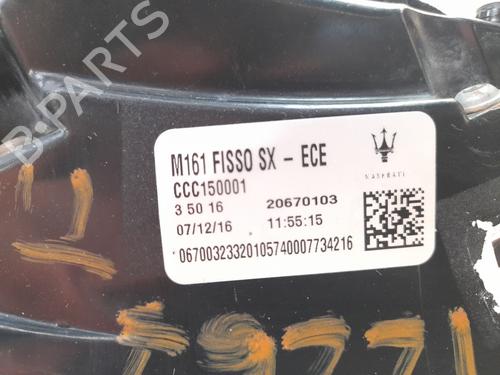 B-PARTS
M161 FISSO SX - ECE
CCC150001
MASERATI
3 50 16 20670103
07/12/16 11:55:15
06700323320105740007734216